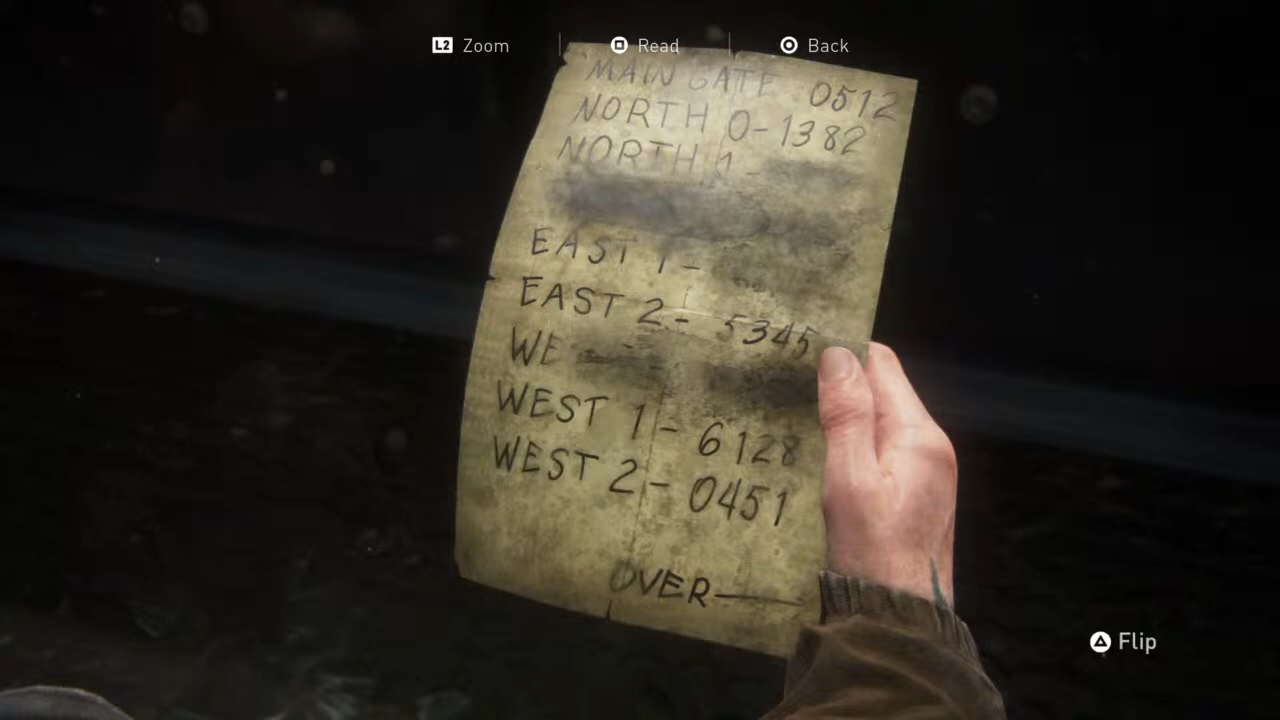 L2 Zoom Read Back
MAIN GATE 0512
NORTH 0-1382
NORTH 1-
EAST 1-
EAST 2- 5345
WE
WEST 1- 6128
WEST 2- 0451
OVER
Flip